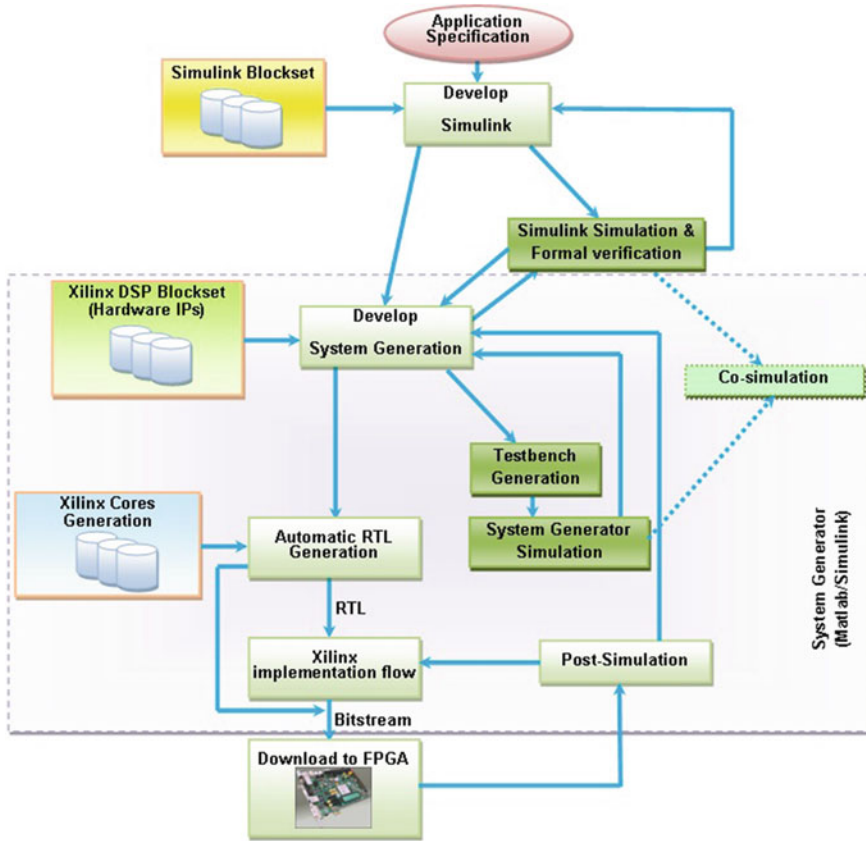 Application
Specification
Simulink Blockset
Develop
Simulink
Simulink Simulation &
Formal verification
Xilinx DSP Blockset
(Hardware IPs)
Develop
System Generation
Co-simulation
Testbench
Generation
Xilinx Cores
Generation
Automatic RTL
Generation
System Generator
Simulation
System Generator
(Matlab/Simulink)
RTL
Xilinx
implementation flow
Post-Simulation
Bitstream
Download to FPGA